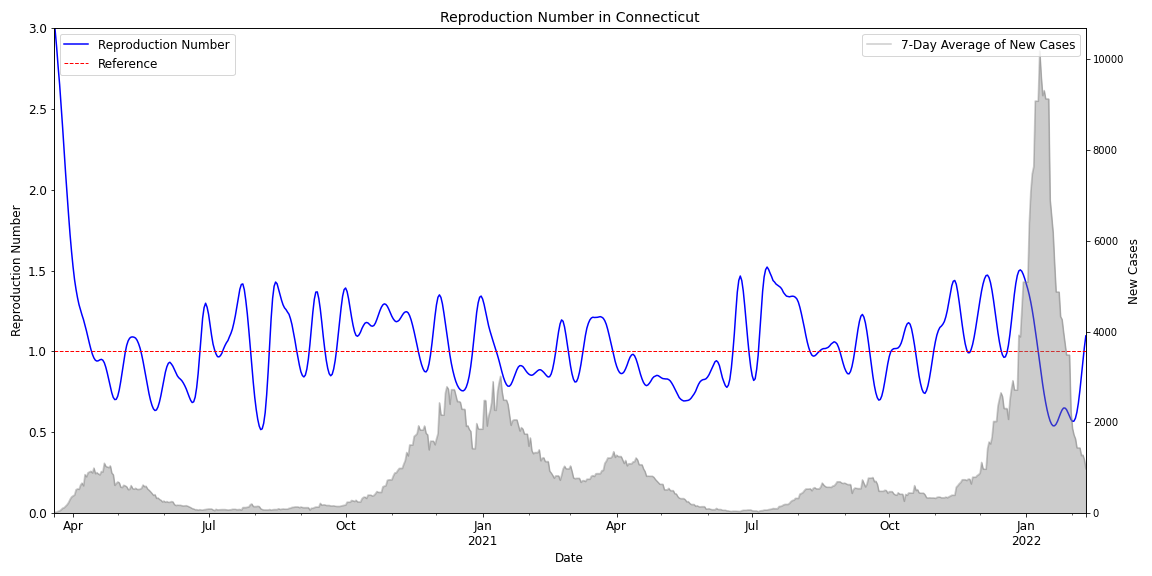 Reproduction Number in Connecticut
Reproduction Number
Reference
7-Day Average of New Cases
3.0
2.5
2.0
1.5
1.0
0.5
0.0
Reproduction Number
10000
8000
6000
4000
2000
0
New Cases
Apr
Jul
Oct
Jan
2021
Apr
Jul
Oct
Jan
2022
Date